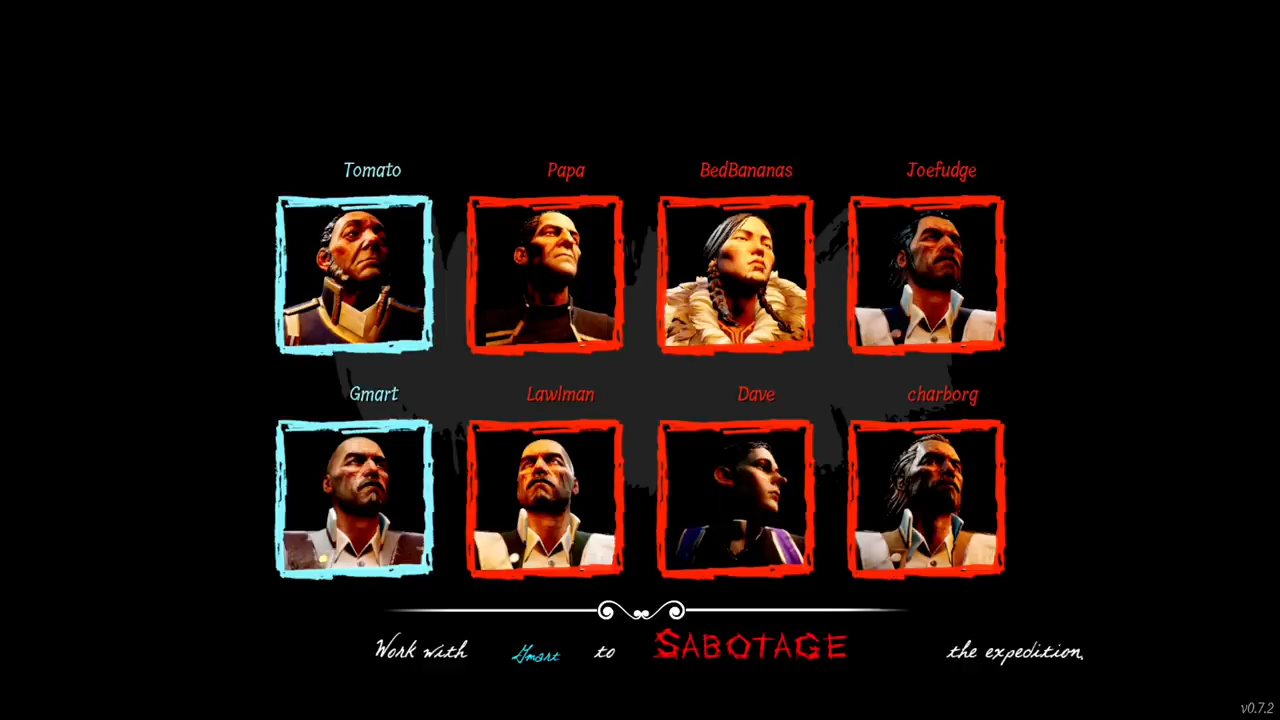 Tomato Papa BedBananas Joefudge
Gmart Lawlman Dave charborg
Work with Gmart to SABOTAGE the expedition.
v0.7.2